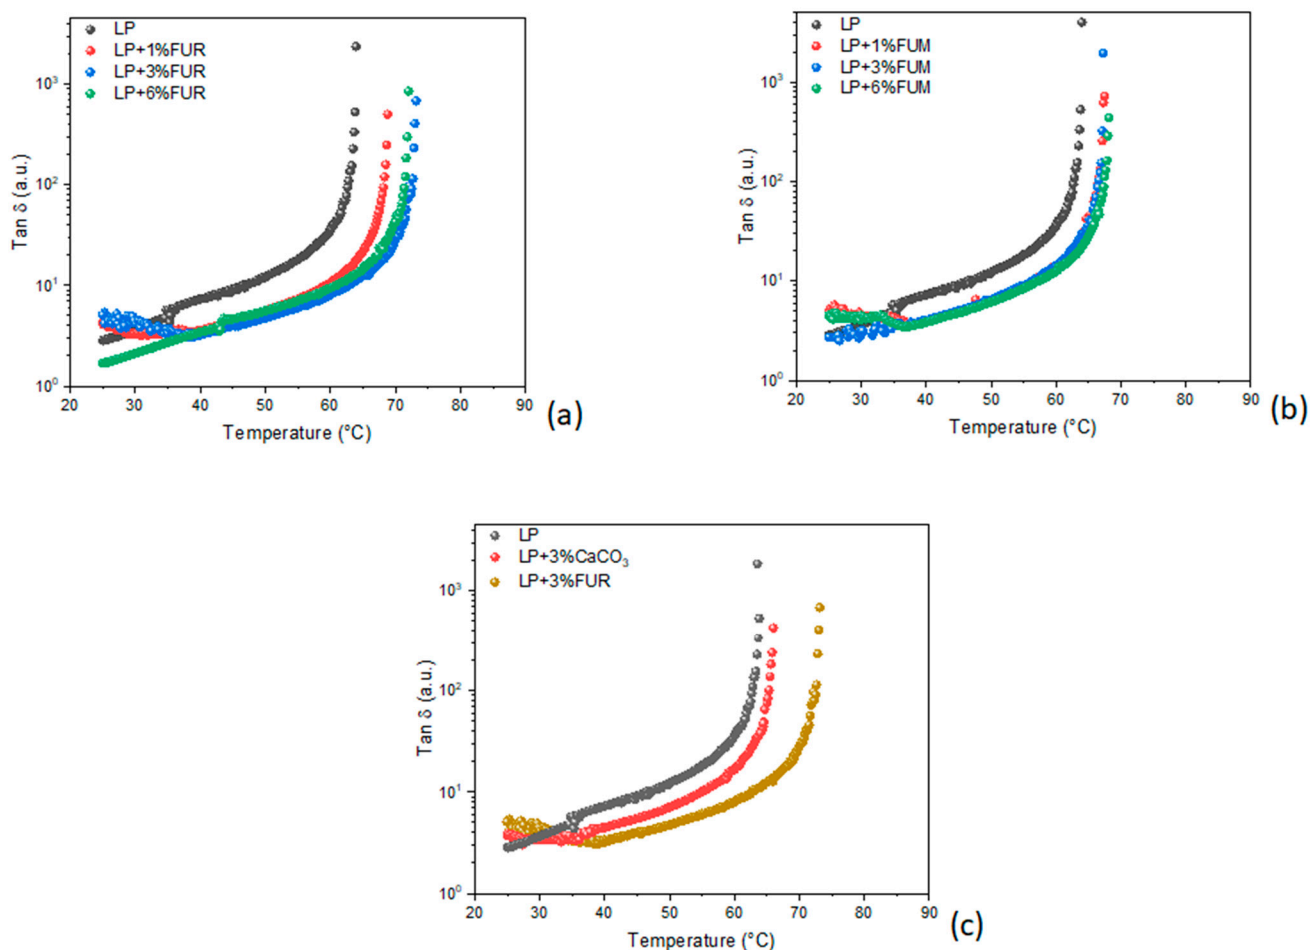 LP
LP+1%FUR
LP+3%FUR
LP+6%FUR
10³
10²
10¹
10⁰
Tan δ (a.u.)
20 30 40 50 60 70 80 90
Temperature (°C)
(a)
LP
LP+1%FUM
LP+3%FUM
LP+6%FUM
10³
10²
10¹
10⁰
Tan δ (a.u.)
20 30 40 50 60 70 80 90
Temperature (°C)
(b)
LP
LP+3%CaCO₃
LP+3%FUR
10³
10²
10¹
10⁰
Tan δ (a.u.)
20 30 40 50 60 70 80 90
Temperature (°C)
(c)